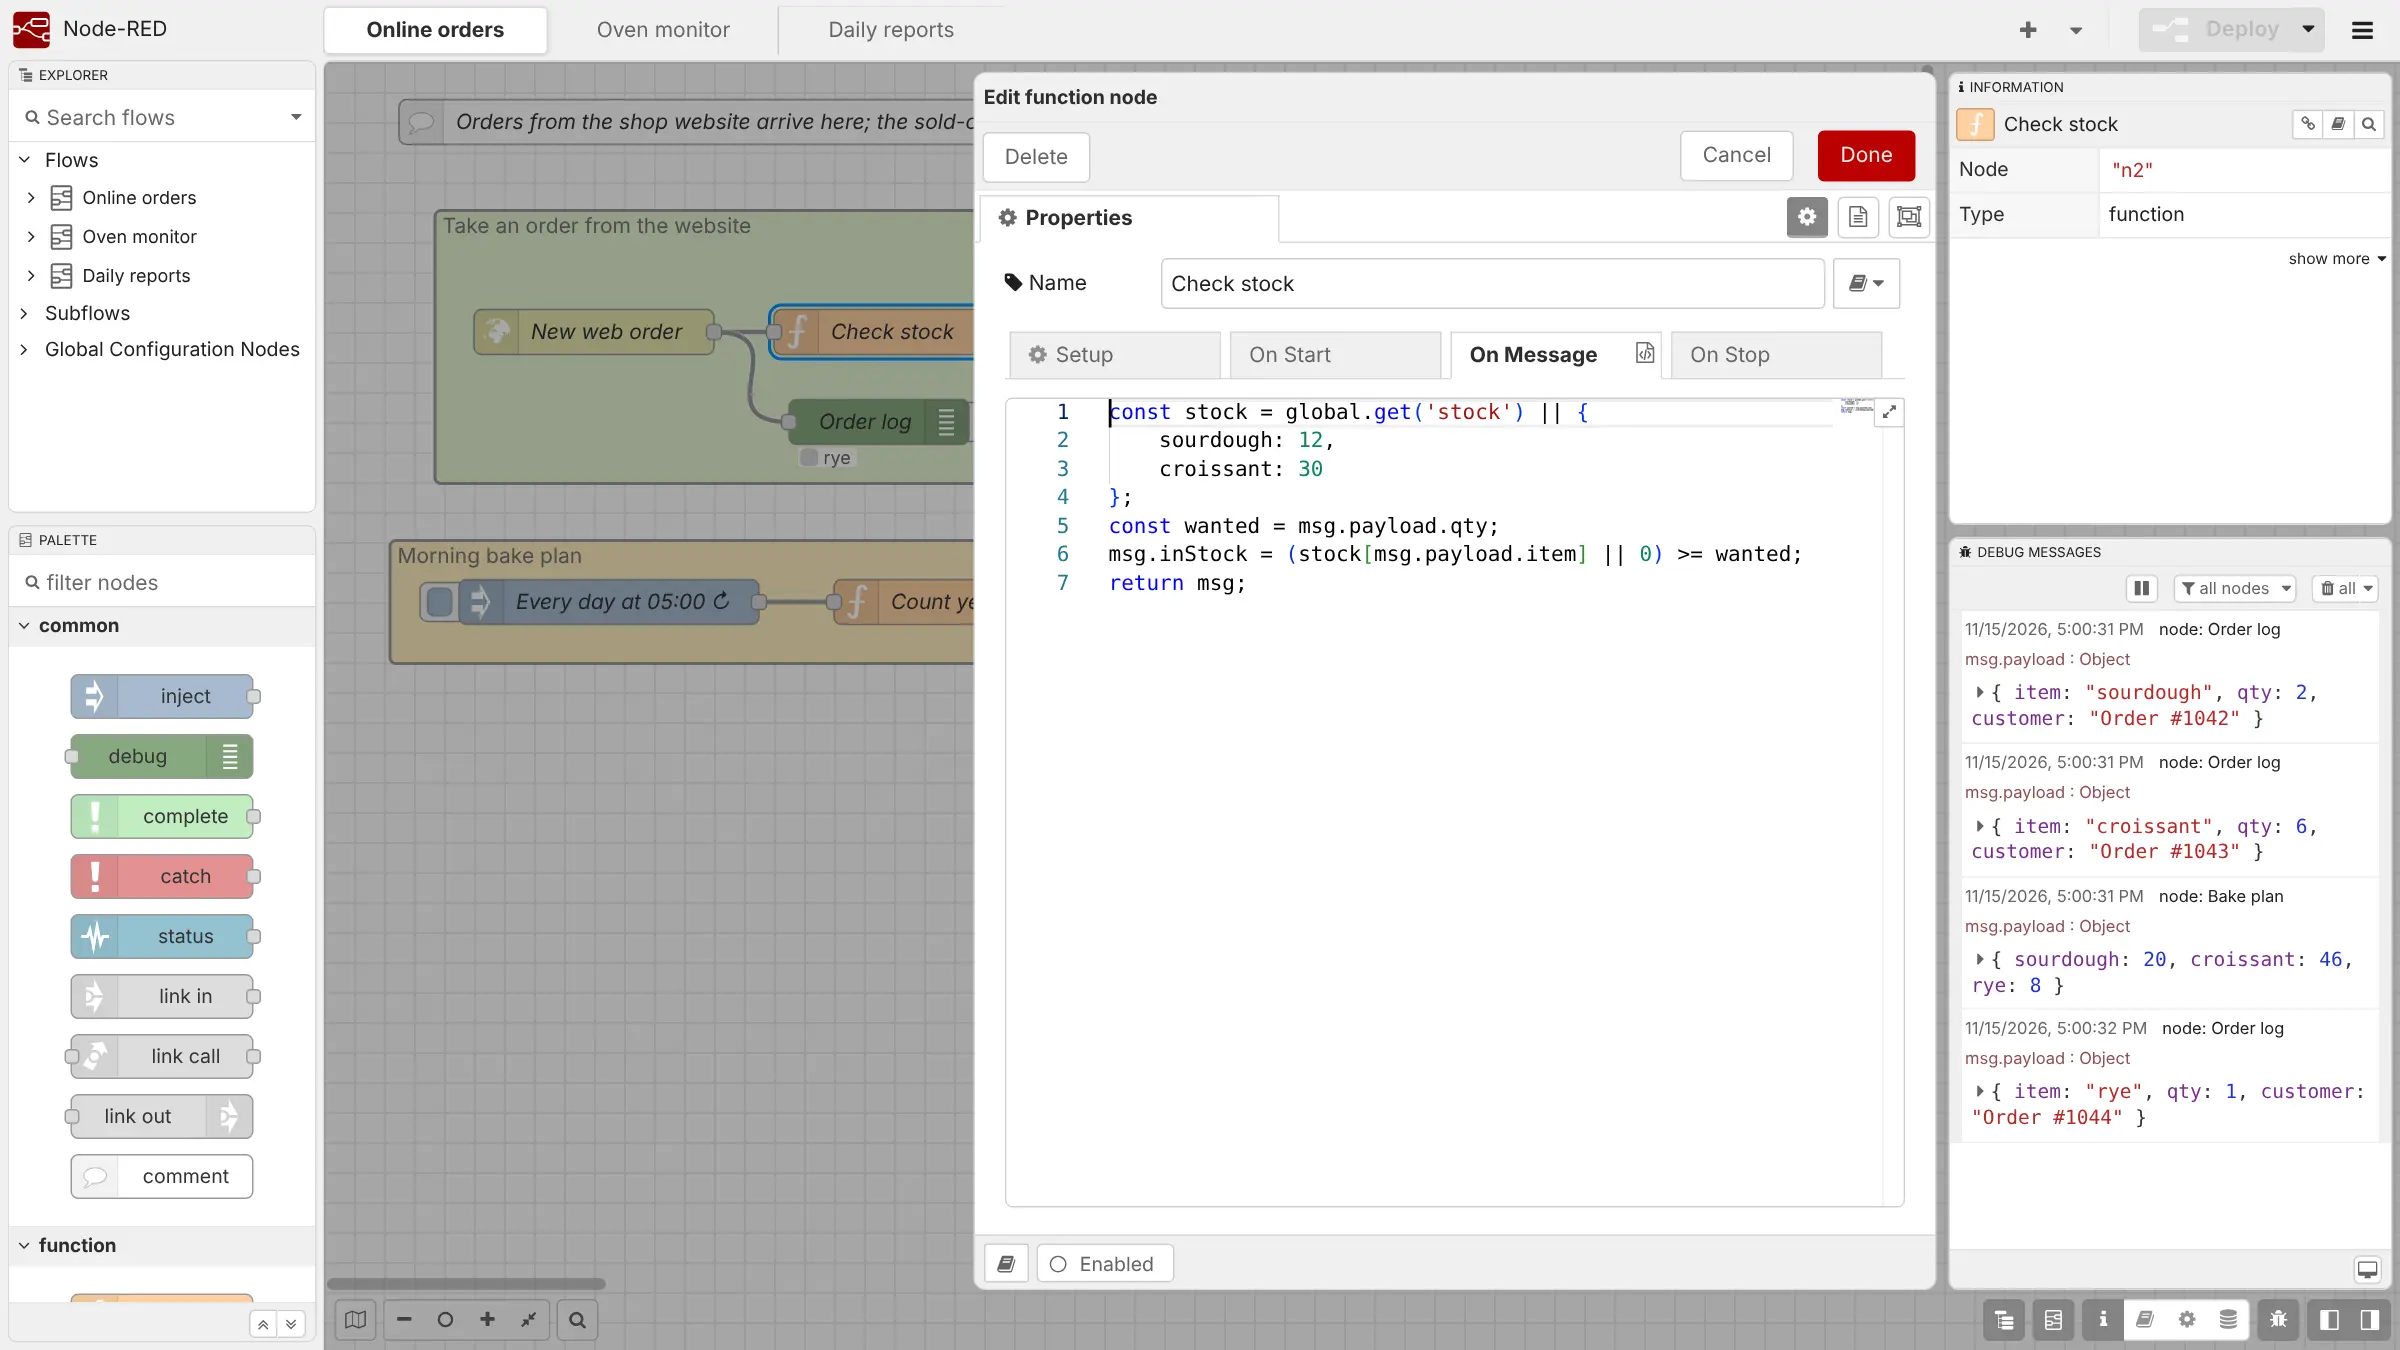 Node-RED
Online orders
Oven monitor
Daily reports
Deploy
EXPLORER
Search flows
Flows
Online orders
Oven monitor
Daily reports
Subflows
Global Configuration Nodes
PALETTE
filter nodes
common
inject
debug
complete
catch
status
link in
link call
link out
comment
function
Orders from the shop website arrive here; the sold-
Take an order from the website
New web order
Check stock
Order log
rye
Morning bake plan
Every day at 05:00 ↻
Count
Edit function node
Delete
Cancel
Done
Properties
Name
Check stock
Setup
On Start
On Message
On Stop
1 const stock = global.get('stock') || {
2 sourdough: 12,
3 croissant: 30
4 };
5 const wanted = msg.payload.qty;
6 msg.inStock = (stock[msg.payload.item] || 0) >= wanted;
7 return msg;
Enabled
INFORMATION
Check stock
Node "n2"
Type function
show more
DEBUG MESSAGES
all nodes
all
11/15/2026, 5:00:31 PM node: Order log
msg.payload : Object
{ item: "sourdough", qty: 2,
customer: "Order #1042" }
11/15/2026, 5:00:31 PM node: Order log
msg.payload : Object
{ item: "croissant", qty: 6,
customer: "Order #1043" }
11/15/2026, 5:00:31 PM node: Bake plan
msg.payload : Object
{ sourdough: 20, croissant: 46,
rye: 8 }
11/15/2026, 5:00:32 PM node: Order log
msg.payload : Object
{ item: "rye", qty: 1, customer:
"Order #1044" }